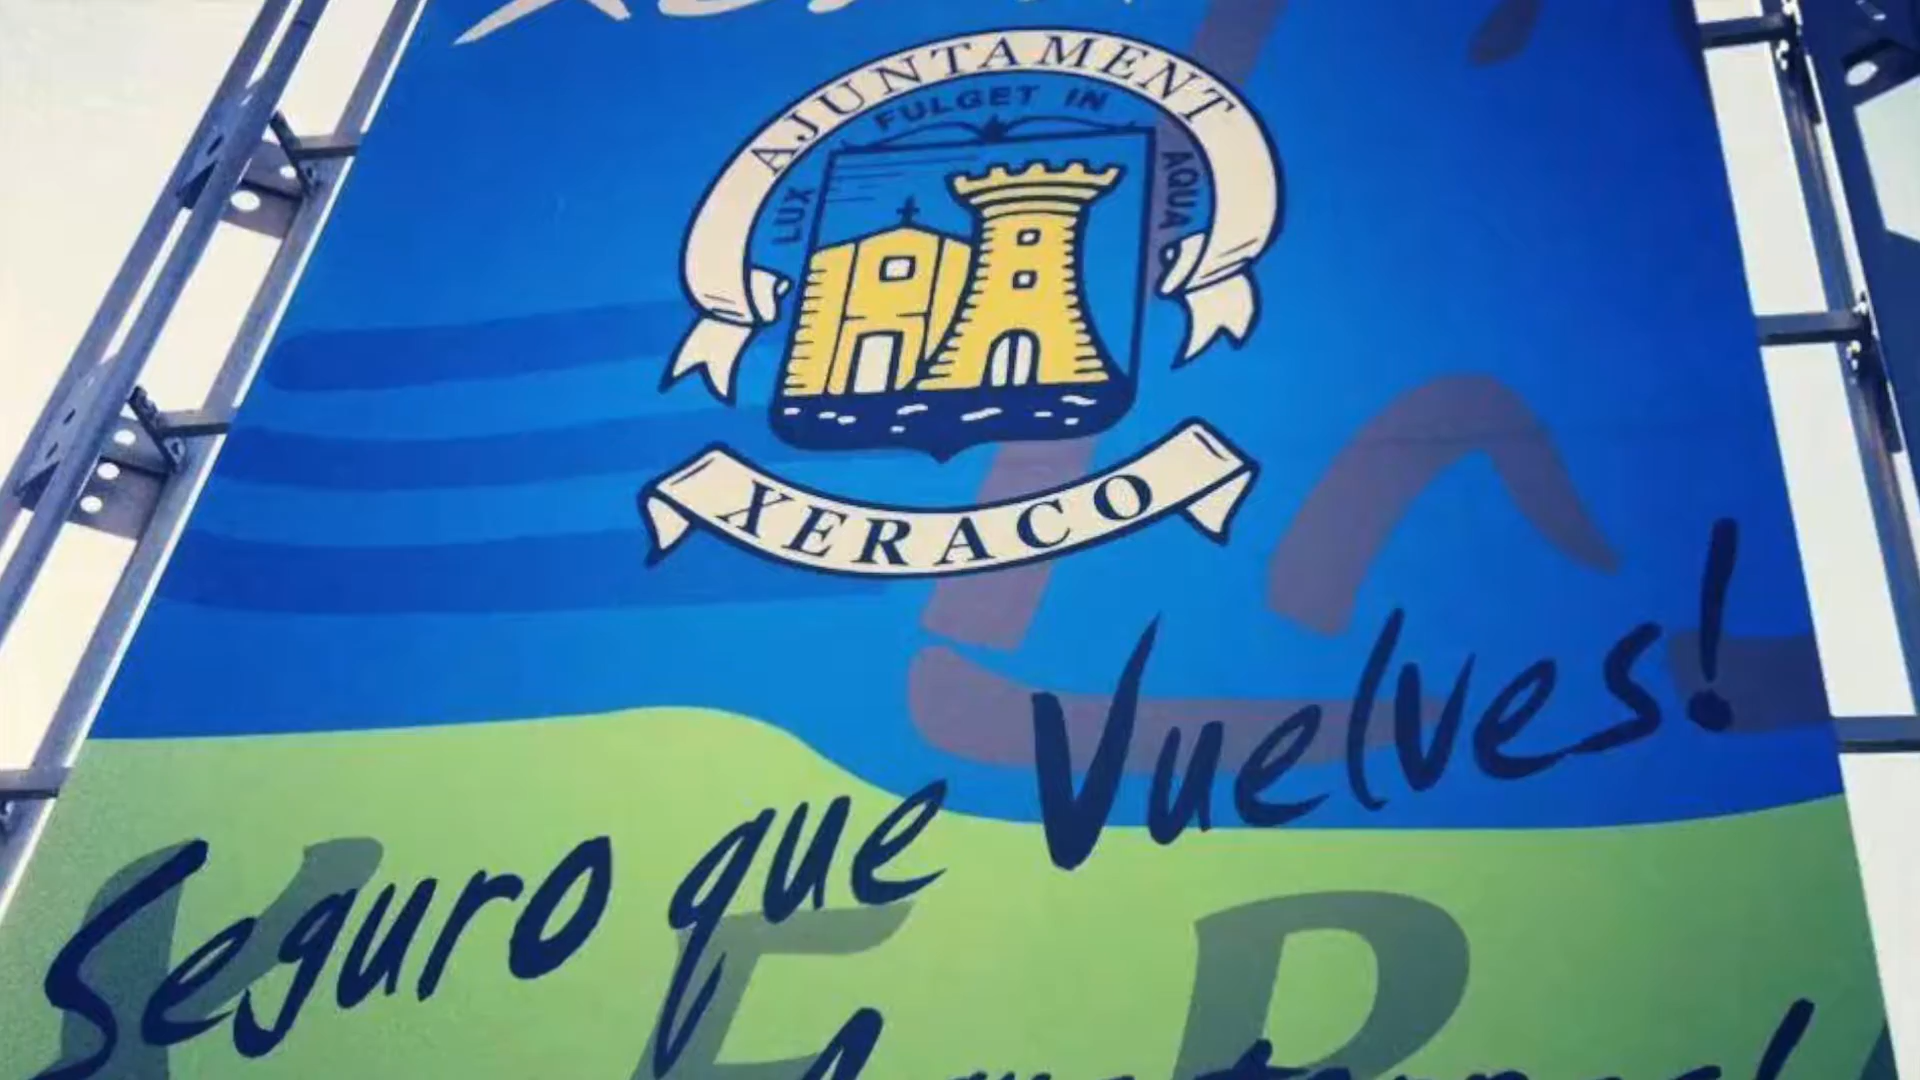 AJUNTAMENT
LUX FULGET IN AQUA
XERACO
Seguro que Vuelves!